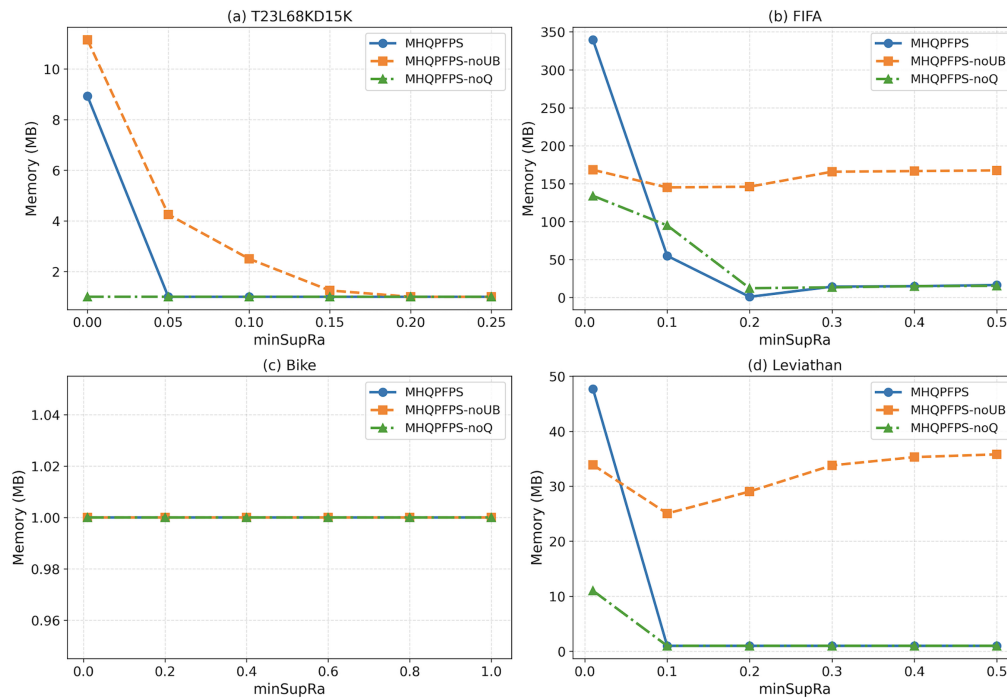 (a) T23L68KD15K
MHQPFPS
MHQPFPS-noUB
MHQPFPS-noQ
10
8
6
4
2
Memory (MB)
0.00 0.05 0.10 0.15 0.20 0.25
minSupRa
(b) FIFA
MHQPFPS
MHQPFPS-noUB
MHQPFPS-noQ
350
300
250
200
150
100
50
0
Memory (MB)
0.0 0.1 0.2 0.3 0.4 0.5
minSupRa
(c) Bike
MHQPFPS
MHQPFPS-noUB
MHQPFPS-noQ
1.04
1.02
1.00
0.98
0.96
Memory (MB)
0.0 0.2 0.4 0.6 0.8 1.0
minSupRa
(d) Leviathan
MHQPFPS
MHQPFPS-noUB
MHQPFPS-noQ
50
40
30
20
10
0
Memory (MB)
0.0 0.1 0.2 0.3 0.4 0.5
minSupRa